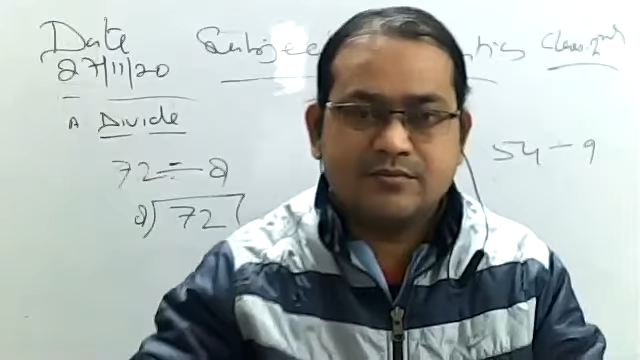 Date Subject
27/11/20 Class-2nd
A Divide
72 ÷ 8
8)72
54 ÷ 9